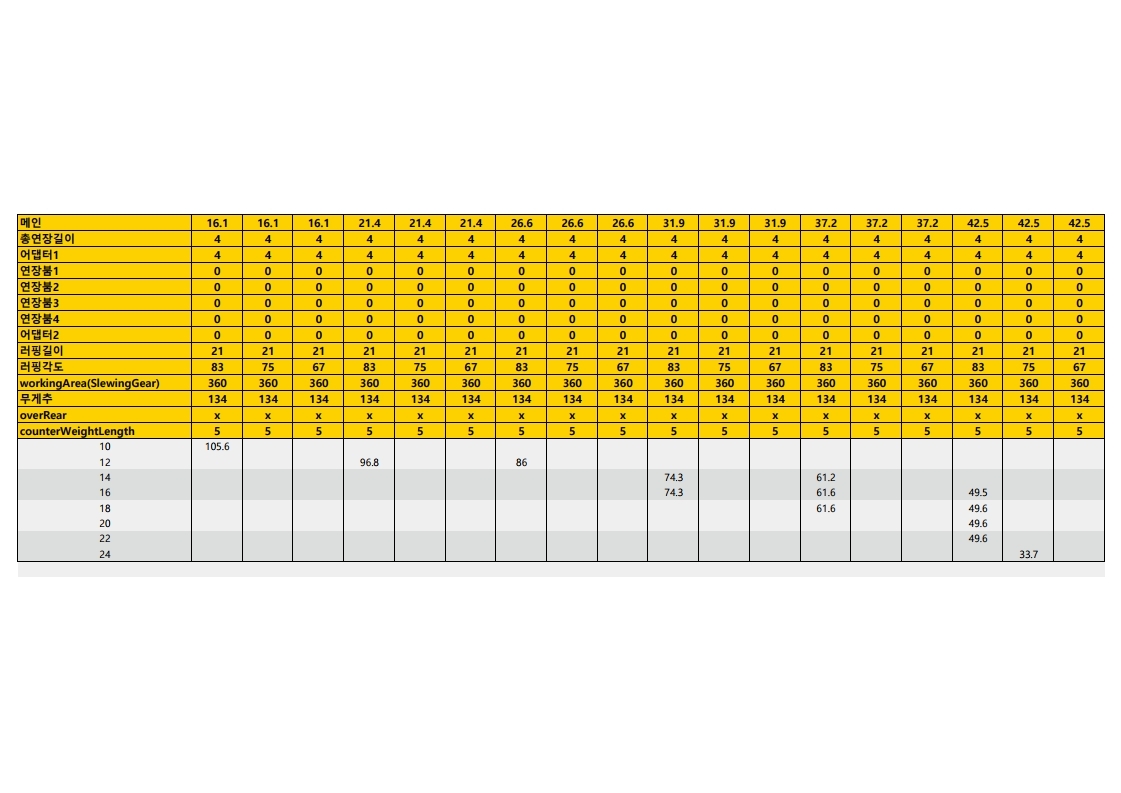 메인 16.1 16.1 16.1 21.4 21.4 21.4 26.6 26.6 26.6 31.9 31.9 31.9 37.2 37.2 37.2 42.5 42.5 42.5
총연장길이 4 4 4 4 4 4 4 4 4 4 4 4 4 4 4 4 4 4
어댑터1 4 4 4 4 4 4 4 4 4 4 4 4 4 4 4 4 4 4
연장붐1 0 0 0 0 0 0 0 0 0 0 0 0 0 0 0 0 0 0
연장붐2 0 0 0 0 0 0 0 0 0 0 0 0 0 0 0 0 0 0
연장붐3 0 0 0 0 0 0 0 0 0 0 0 0 0 0 0 0 0 0
연장붐4 0 0 0 0 0 0 0 0 0 0 0 0 0 0 0 0 0 0
어댑터2 0 0 0 0 0 0 0 0 0 0 0 0 0 0 0 0 0 0
러핑길이 21 21 21 21 21 21 21 21 21 21 21 21 21 21 21 21 21 21
러핑각도 83 75 67 83 75 67 83 75 67 83 75 67 83 75 67 83 75 67
workingArea(SlewingGear) 360 360 360 360 360 360 360 360 360 360 360 360 360 360 360 360 360 360
무게추 134 134 134 134 134 134 134 134 134 134 134 134 134 134 134 134 134 134
overRear x x x x x x x x x x x x x x x x x x
counterWeightLength 5 5 5 5 5 5 5 5 5 5 5 5 5 5 5 5 5 5
10 105.6
12 96.8 86
14 74.3 61.2
16 74.3 61.6 49.5
18 61.6 49.6
20 49.6
22 49.6
24 33.7